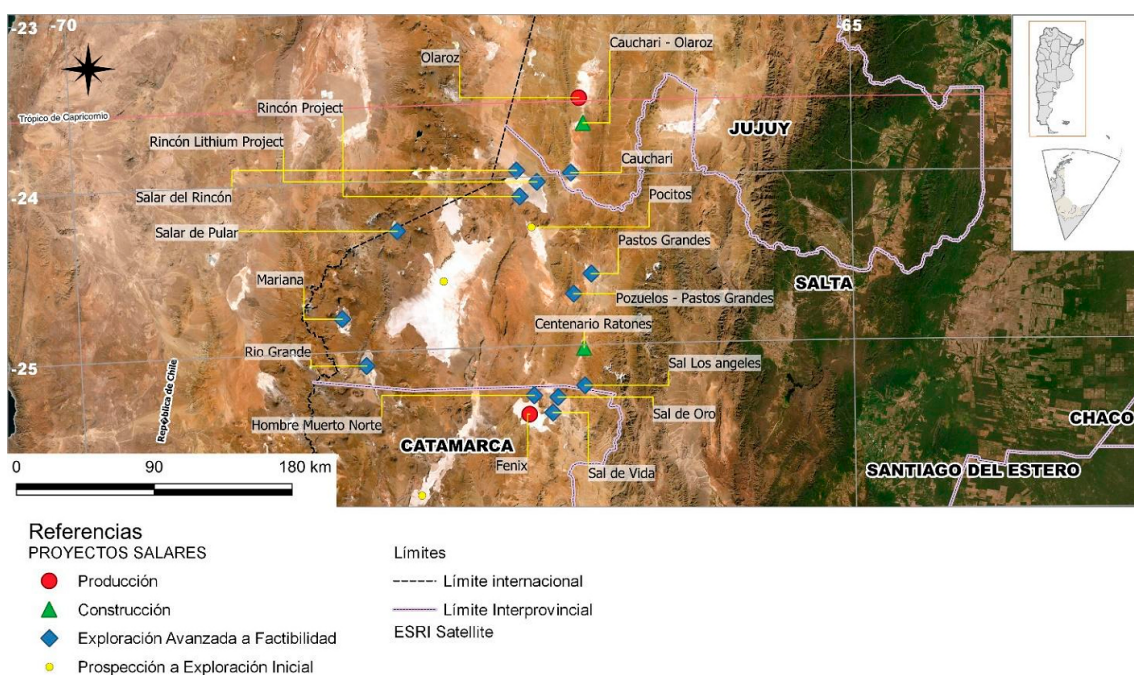 -23
-70
-65
Olaroz
Cauchari - Olaroz
Rincón Project
Trópico de Capricornio
JUJUY
Rincón Lithium Project
Cauchari
Salar del Rincón
Pocitos
-24
Salar de Pular
Pastos Grandes
Mariana
SALTA
Pozuelos - Pastos Grandes
Centenario Ratones
Rio Grande
Sal Los angeles
-25
República de Chile
Hombre Muerto Norte
Sal de Oro
CATAMARCA
CHACO
Fenix
Sal de Vida
SANTIAGO DEL ESTERO
0 90 180 km
Referencias
PROYECTOS SALARES
Producción
Construcción
Exploración Avanzada a Factibilidad
Prospección a Exploración Inicial
Límites
Límite internacional
Límite Interprovincial
ESRI Satellite